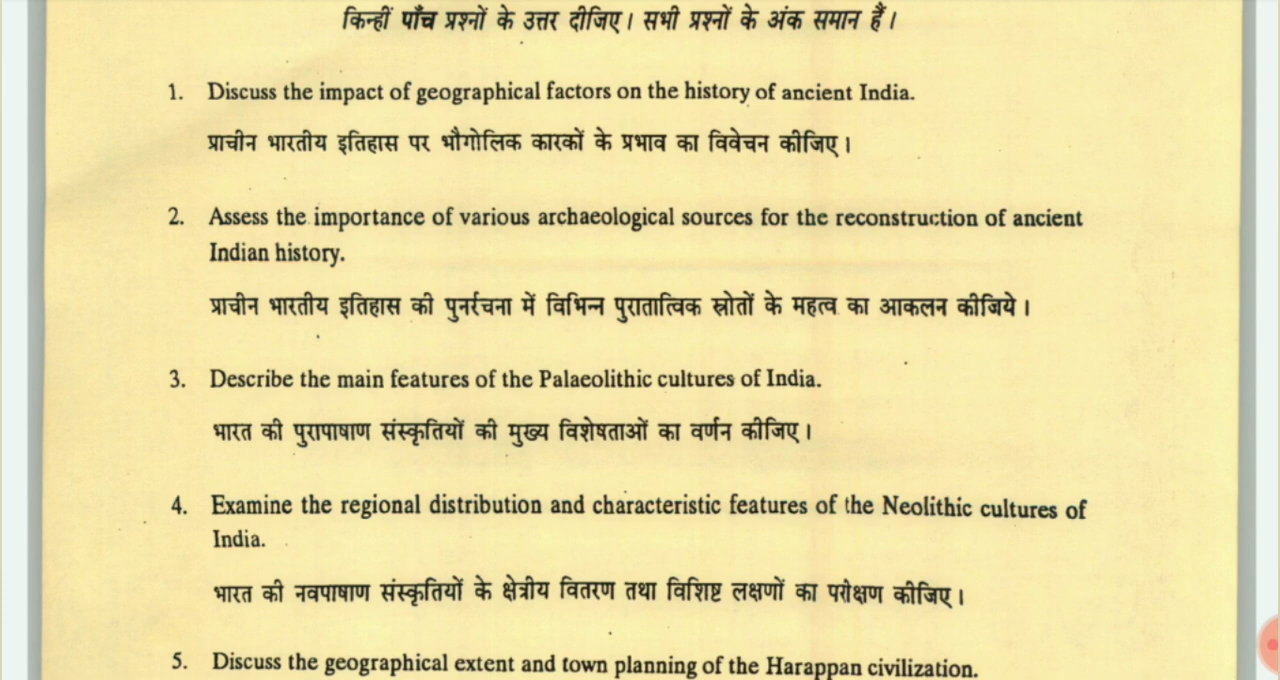 किन्हीं पाँच प्रश्नों के उत्तर दीजिए। सभी प्रश्नों के अंक समान हैं।
1. Discuss the impact of geographical factors on the history of ancient India.
प्राचीन भारतीय इतिहास पर भौगोलिक कारकों के प्रभाव का विवेचन कीजिए।
2. Assess the importance of various archaeological sources for the reconstruction of ancient
Indian history.
प्राचीन भारतीय इतिहास की पुनर्रचना में विभिन्न पुरातात्विक स्रोतों के महत्व का आकलन कीजिये।
3. Describe the main features of the Palaeolithic cultures of India.
भारत की पुरापाषाण संस्कृतियों की मुख्य विशेषताओं का वर्णन कीजिए।
4. Examine the regional distribution and characteristic features of the Neolithic cultures of
India.
भारत की नवपाषाण संस्कृतियों के क्षेत्रीय वितरण तथा विशिष्ट लक्षणों का परीक्षण कीजिए।
5. Discuss the geographical extent and town planning of the Harappan civilization.